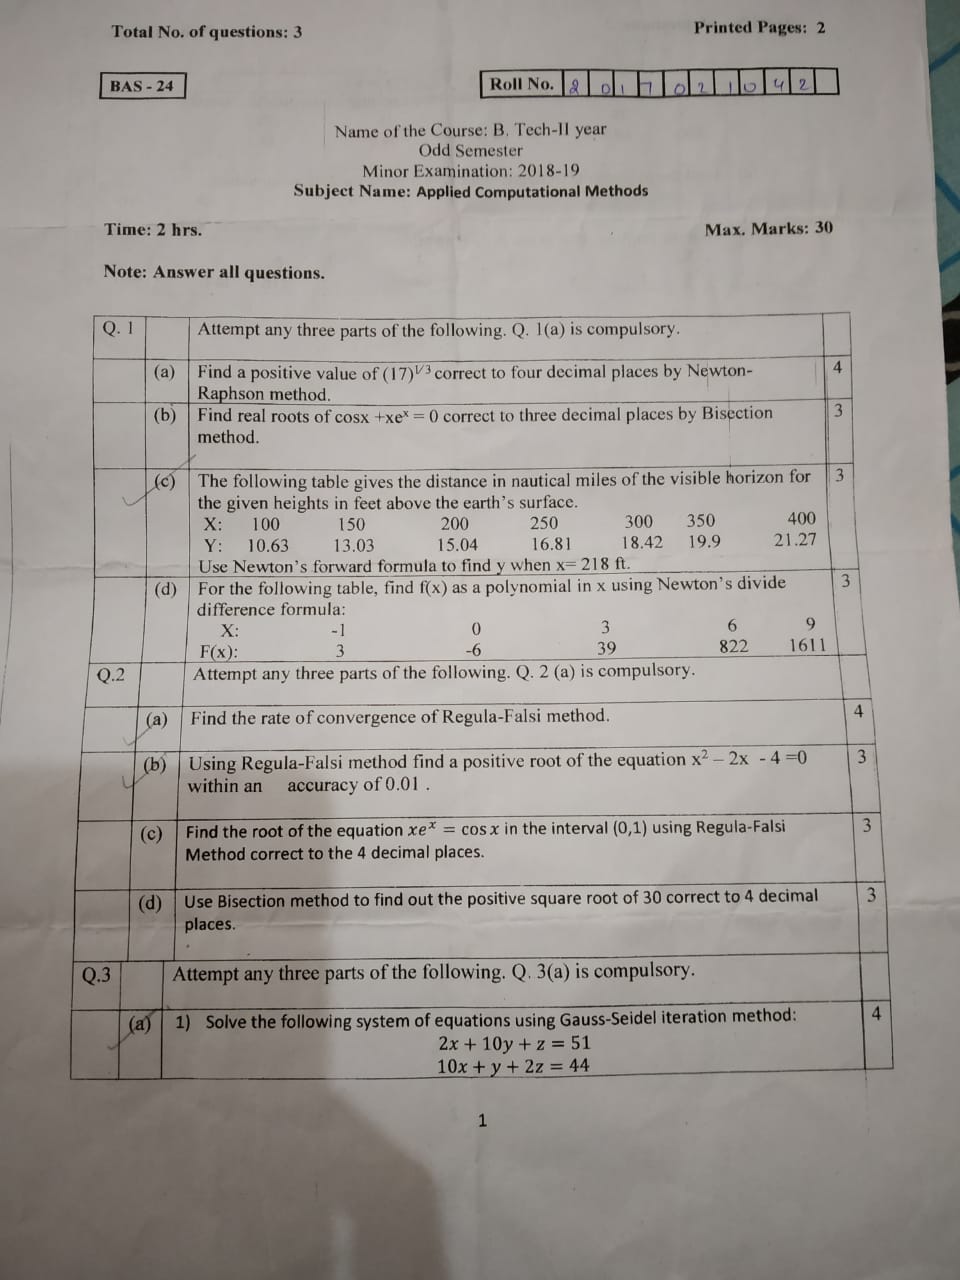 Total No. of questions: 3
Printed Pages: 2
BAS - 24
Roll No. 2 0 1 7 0 2 1 0 4 2
Name of the Course: B. Tech-II year
Odd Semester
Minor Examination: 2018-19
Subject Name: Applied Computational Methods
Time: 2 hrs.
Max. Marks: 30
Note: Answer all questions.
Q. 1 Attempt any three parts of the following. Q. 1(a) is compulsory.
(a) Find a positive value of (17)^1/3 correct to four decimal places by Newton- 4
Raphson method.
(b) Find real roots of cosx +xe^x = 0 correct to three decimal places by Bisection 3
method.
(c) The following table gives the distance in nautical miles of the visible horizon for 3
the given heights in feet above the earth's surface.
X: 100 150 200 250 300 350 400
Y: 10.63 13.03 15.04 16.81 18.42 19.9 21.27
Use Newton's forward formula to find y when x= 218 ft.
(d) For the following table, find f(x) as a polynomial in x using Newton's divide 3
difference formula:
X: -1 0 3 6 9
F(x): 3 -6 39 822 1611
Q.2 Attempt any three parts of the following. Q. 2 (a) is compulsory.
(a) Find the rate of convergence of Regula-Falsi method. 4
(b) Using Regula-Falsi method find a positive root of the equation x² – 2x - 4 =0 3
within an accuracy of 0.01 .
(c) Find the root of the equation xe^x = cos x in the interval (0,1) using Regula-Falsi 3
Method correct to the 4 decimal places.
(d) Use Bisection method to find out the positive square root of 30 correct to 4 decimal 3
places.
Q.3 Attempt any three parts of the following. Q. 3(a) is compulsory.
(a) 1) Solve the following system of equations using Gauss-Seidel iteration method: 4
2x + 10y + z = 51
10x + y + 2z = 44
1